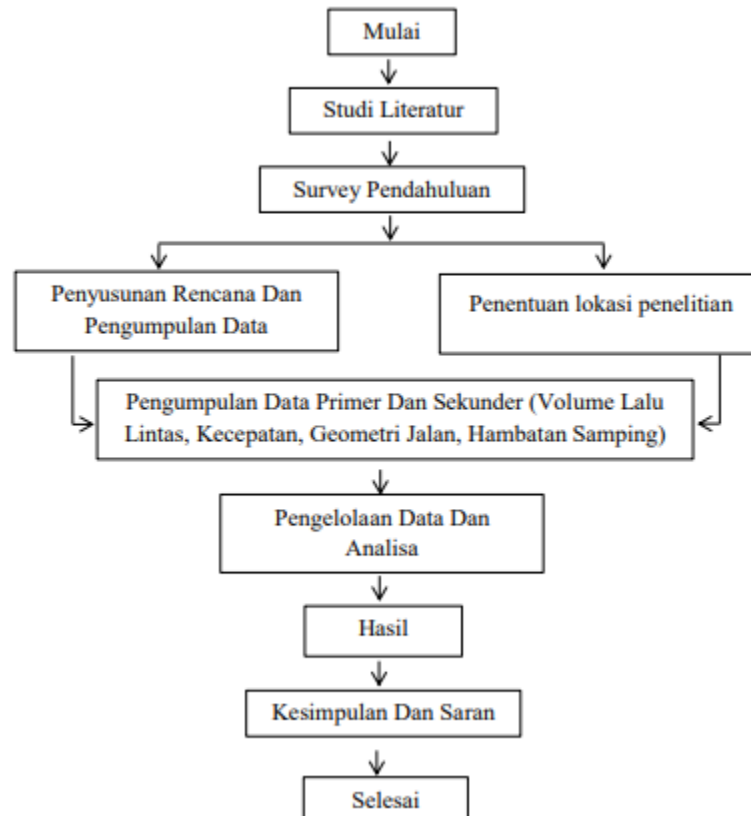 Mulai
Studi Literatur
Survey Pendahuluan
Penyusunan Rencana Dan
Pengumpulan Data
Penentuan lokasi penelitian
Pengumpulan Data Primer Dan Sekunder (Volume Lalu
Lintas, Kecepatan, Geometri Jalan, Hambatan Samping)
Pengelolaan Data Dan
Analisa
Hasil
Kesimpulan Dan Saran
Selesai